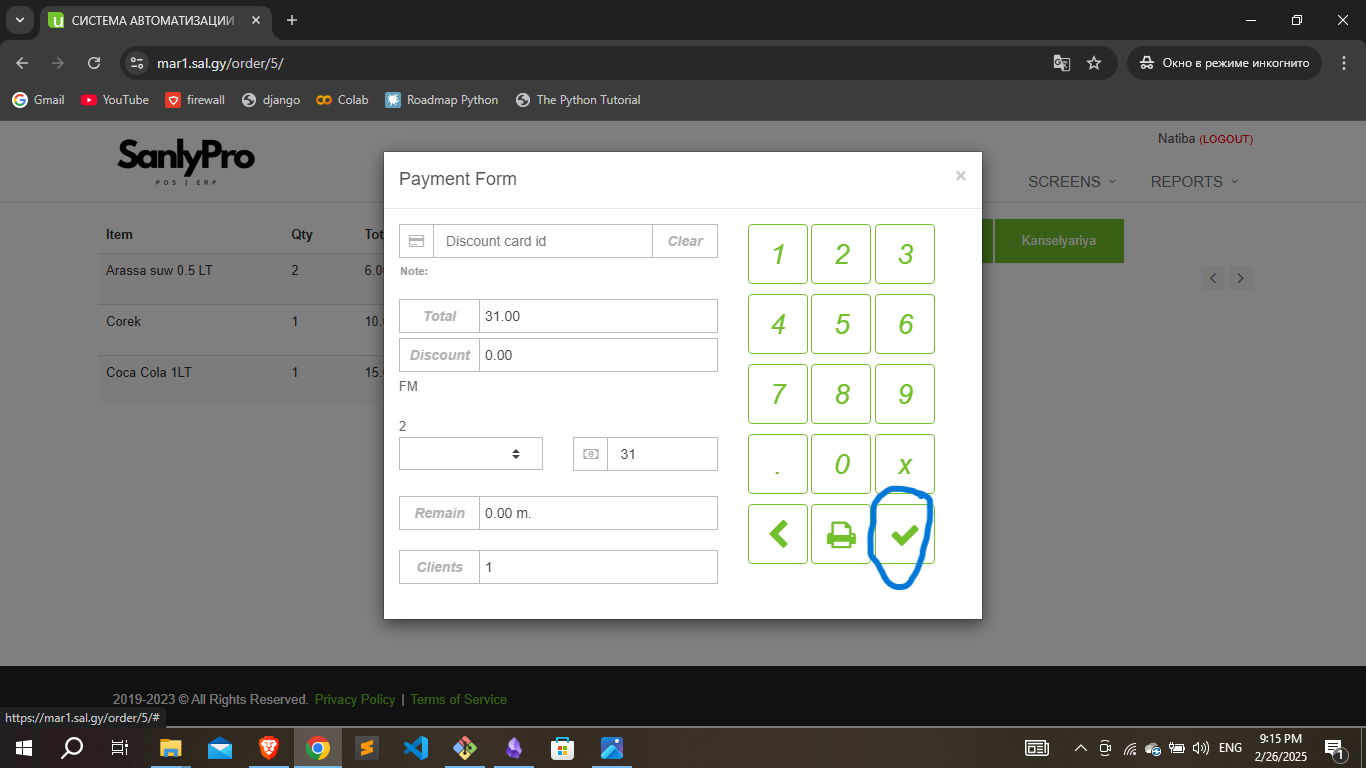 СИСТЕМА АВТОМАТИЗАЦИИ
mar1.sal.gy/order/5/
Окно в режиме инкогнито
Gmail
YouTube
firewall
django
Colab
Roadmap Python
The Python Tutorial
SanlyPro
POS | ERP
Natiba (LOGOUT)
SCREENS
REPORTS
Payment Form
×
Item Qty
Arassa suw 0.5 LT 2
Corek 1
Coca Cola 1LT 1
Kanselyariya
Discount card id
Clear
Note:
Total 31.00
Discount 0.00
FM
2
31
Remain 0.00 m.
Clients 1
1 2 3
4 5 6
7 8 9
. 0 x
2019-2023 © All Rights Reserved. Privacy Policy | Terms of Service
https://mar1.sal.gy/order/5/#
ENG
9:15 PM
2/26/2025
1